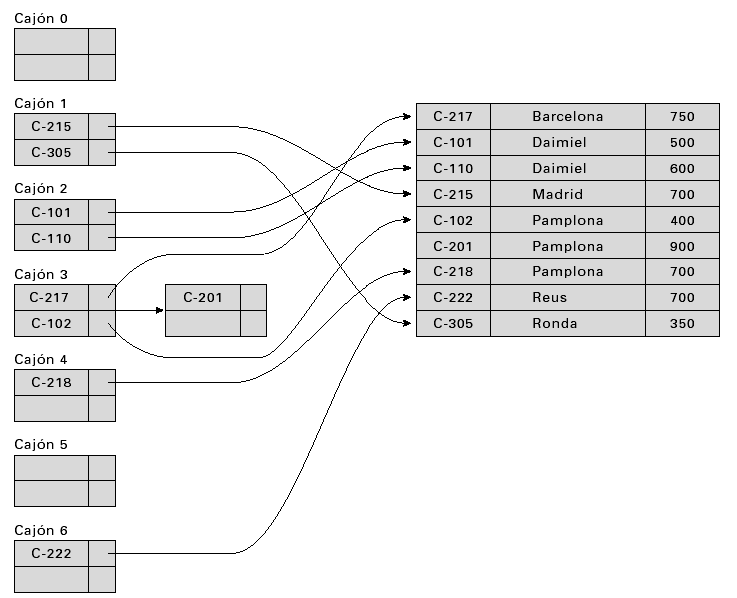 Cajón 0
Cajón 1
C-215
C-305
Cajón 2
C-101
C-110
Cajón 3
C-217
C-102
C-201
Cajón 4
C-218
Cajón 5
Cajón 6
C-222
C-217 Barcelona 750
C-101 Daimiel 500
C-110 Daimiel 600
C-215 Madrid 700
C-102 Pamplona 400
C-201 Pamplona 900
C-218 Pamplona 700
C-222 Reus 700
C-305 Ronda 350